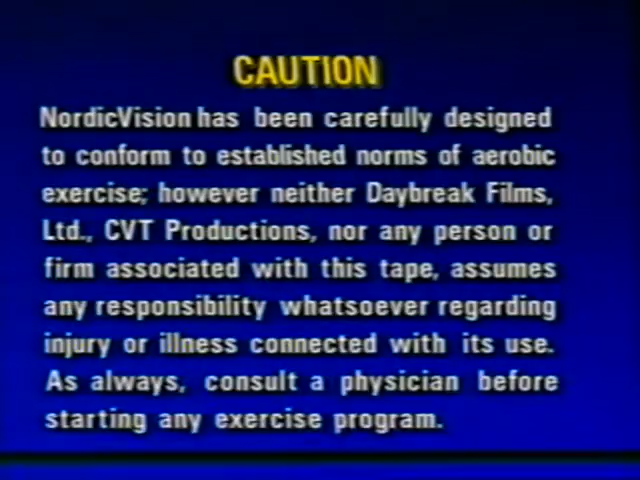 CAUTION
NordicVision has been carefully designed
to conform to established norms of aerobic
exercise; however neither Daybreak Films,
Ltd., CVT Productions, nor any person or
firm associated with this tape, assumes
any responsibility whatsoever regarding
injury or illness connected with its use.
As always, consult a physician before
starting any exercise program.